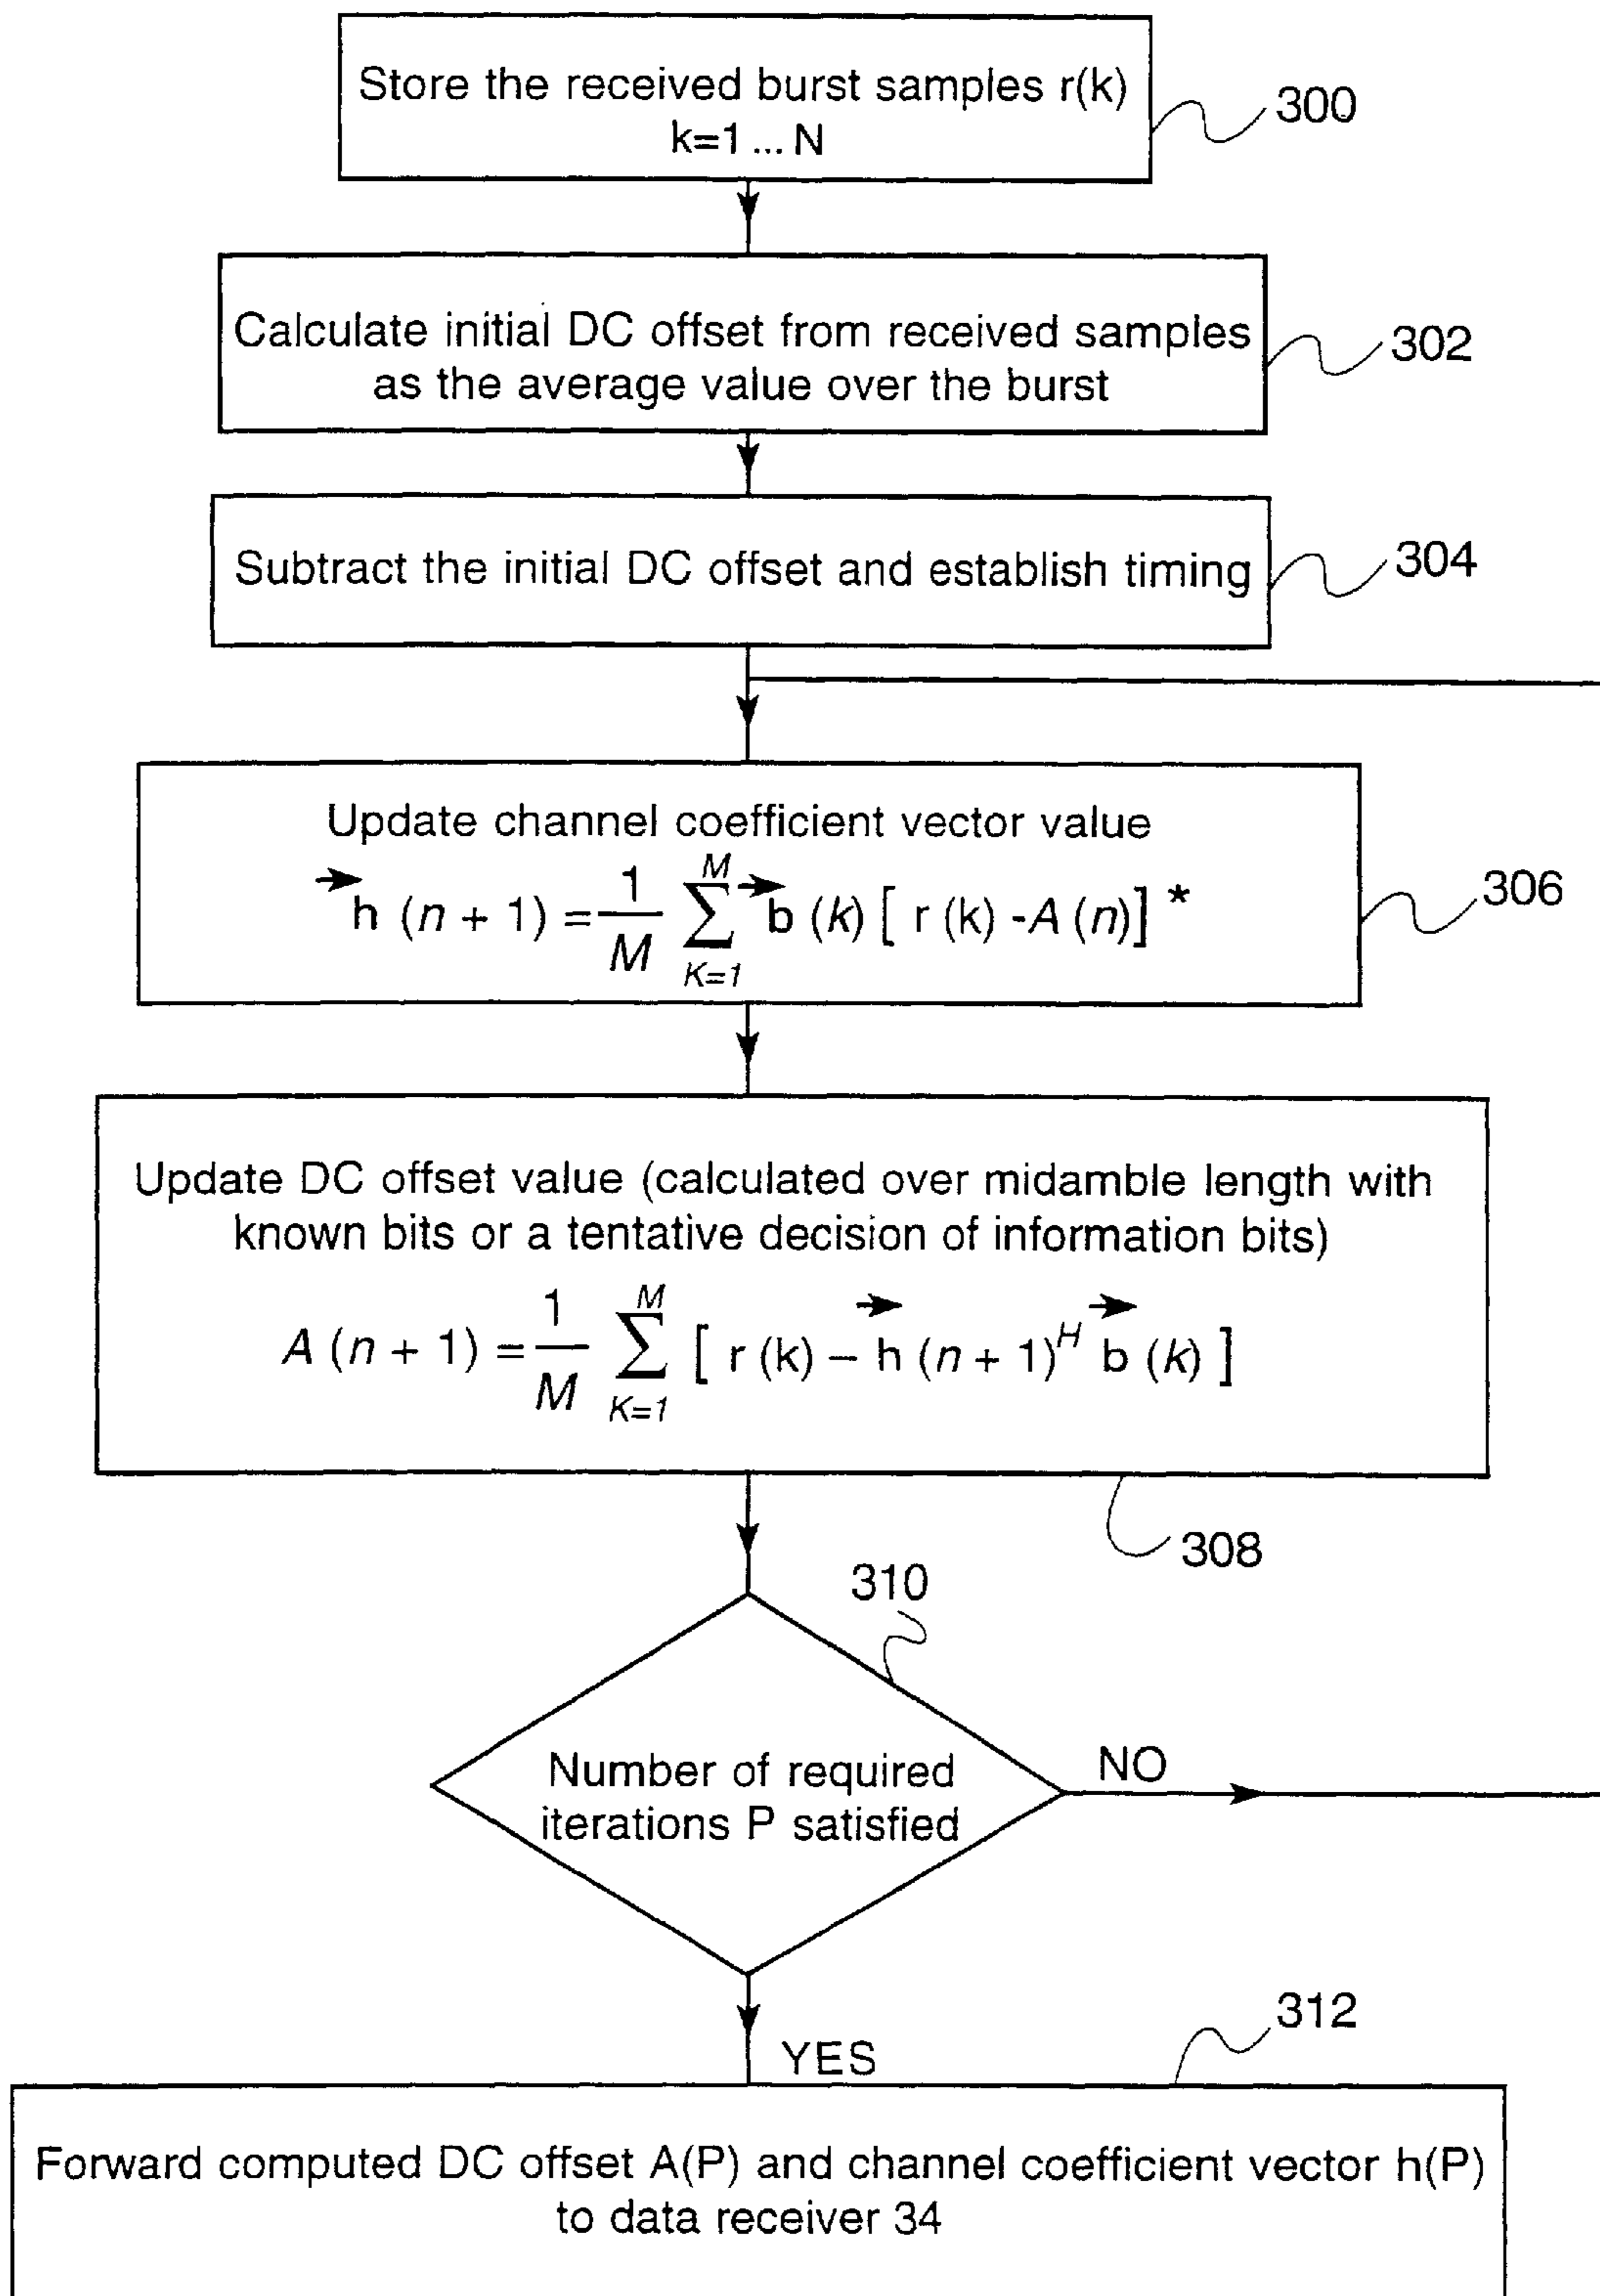 Store the received burst samples r(k)
k=1 ... N
300
Calculate initial DC offset from received samples
as the average value over the burst
302
Subtract the initial DC offset and establish timing
304
Update channel coefficient vector value
→h (n + 1) = 1/M M∑K=1 →b (k) [ r (k) -A (n)] *
306
Update DC offset value (calculated over midamble length with
known bits or a tentative decision of information bits)
A (n + 1) = 1/M M∑K=1 [ r (k) – →h (n + 1)H →b (k) ]
308
310
Number of required
iterations P satisfied
NO
YES
312
Forward computed DC offset A(P) and channel coefficient vector h(P)
to data receiver 34